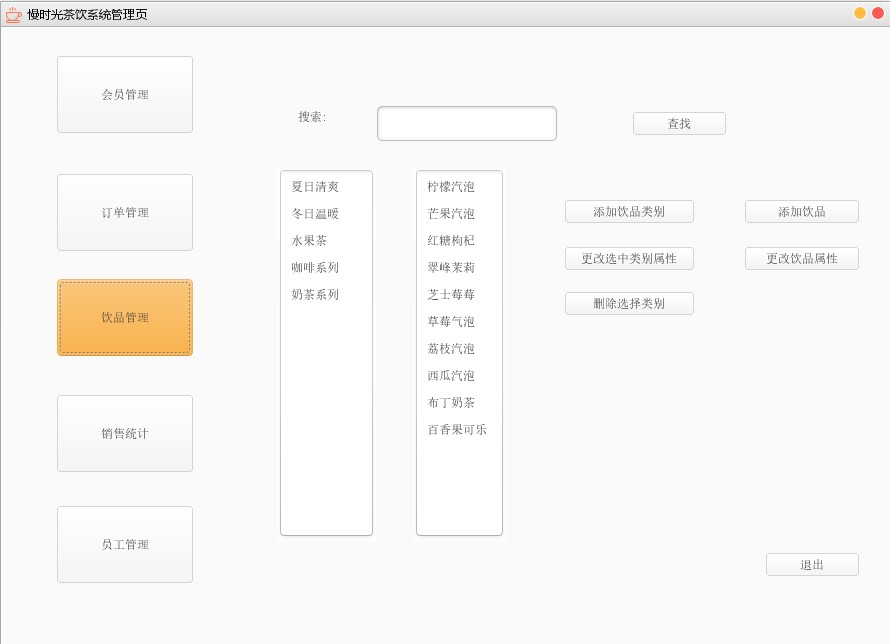 慢时光茶饮系统管理页
会员管理
订单管理
饮品管理
销售统计
员工管理
搜索:
查找
夏日清爽
冬日温暖
水果茶
咖啡系列
奶茶系列
柠檬汽泡
芒果汽泡
红糖枸杞
翠峰茉莉
芝士莓莓
草莓气泡
荔枝汽泡
西瓜汽泡
布丁奶茶
百香果可乐
添加饮品类别
添加饮品
更改选中类别属性
更改饮品属性
删除选择类别
退出